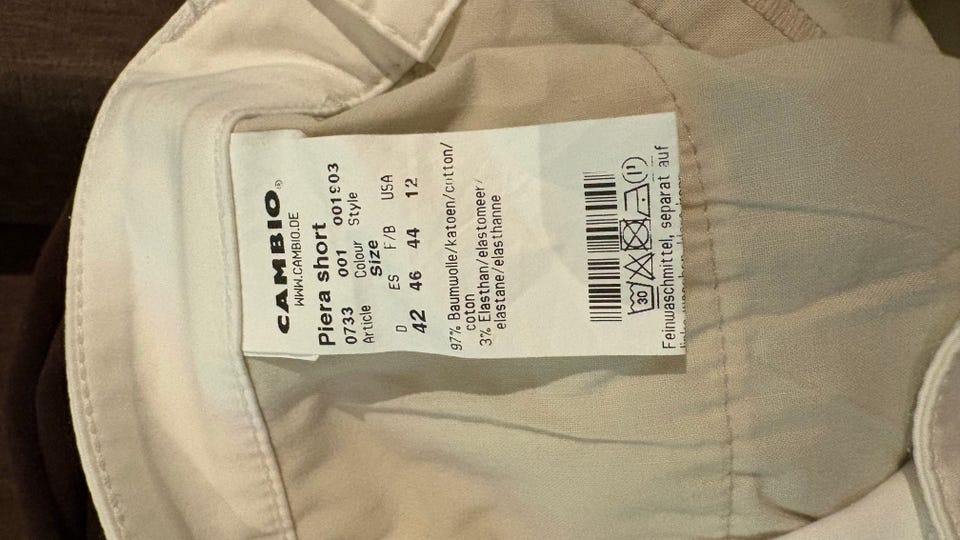 CAMBIO®
WWW.CAMBIO.DE
Piera short
0733 001 001903
Article Colour Style
Size
D ES F/B USA
42 46 44 12
97% Baumwolle/katoen/cotton/
coton
3% Elasthan/elastomeer/
elastane/elasthanne
30
Feinwaschmittel, separat auf